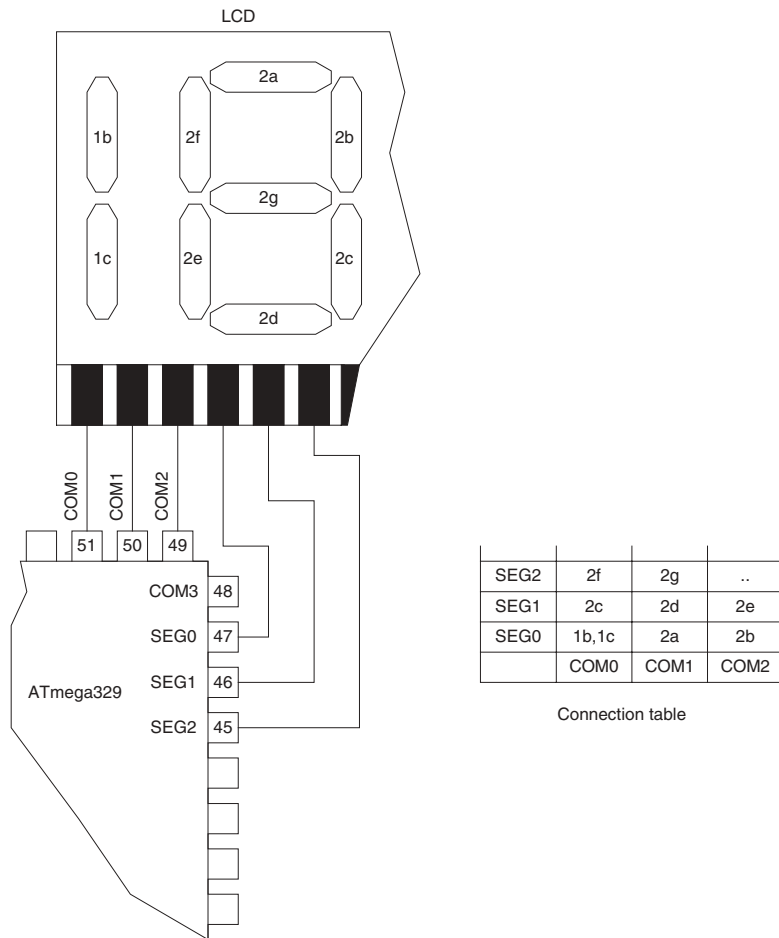 LCD
2a
1b 2f 2b
2g
1c 2e 2c
2d
COM0 COM1 COM2
51 50 49
COM3 48
SEG0 47
SEG1 46
ATmega329
SEG2 45
SEG2 2f 2g ..
SEG1 2c 2d 2e
SEG0 1b,1c 2a 2b
COM0 COM1 COM2
Connection table